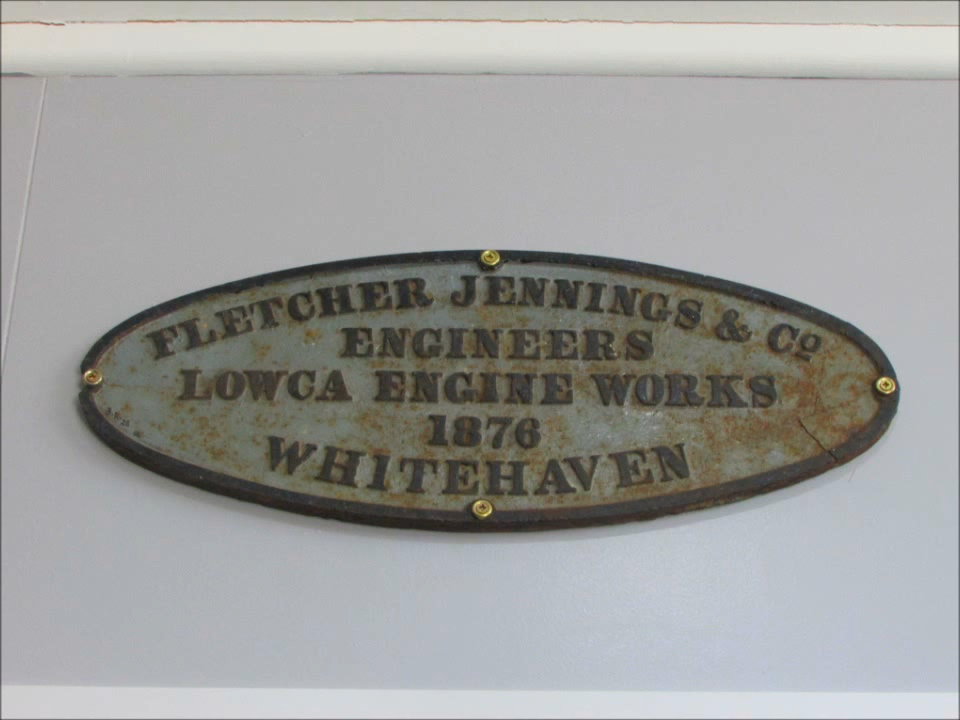 FLETCHER JENNINGS & Co
ENGINEERS
LOWCA ENGINE WORKS
1876
WHITEHAVEN